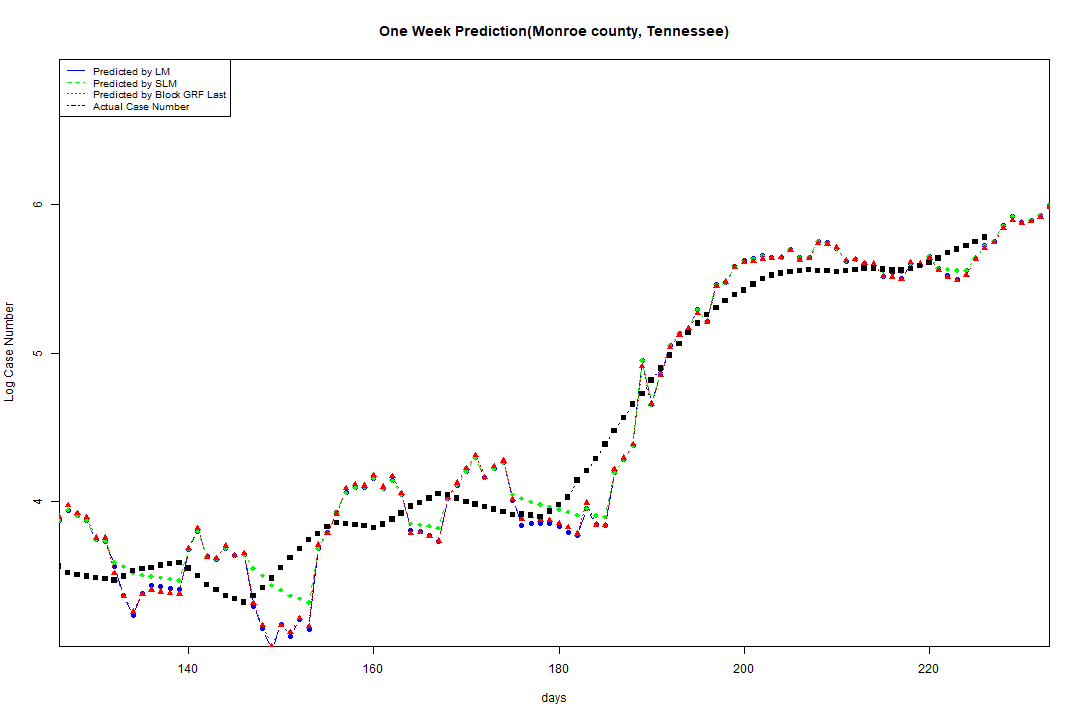 One Week Prediction(Monroe county, Tennessee)
Predicted by LM
Predicted by SLM
Predicted by Block GRF Last
Actual Case Number
6
5
4
Log Case Number
140 160 180 200 220
days